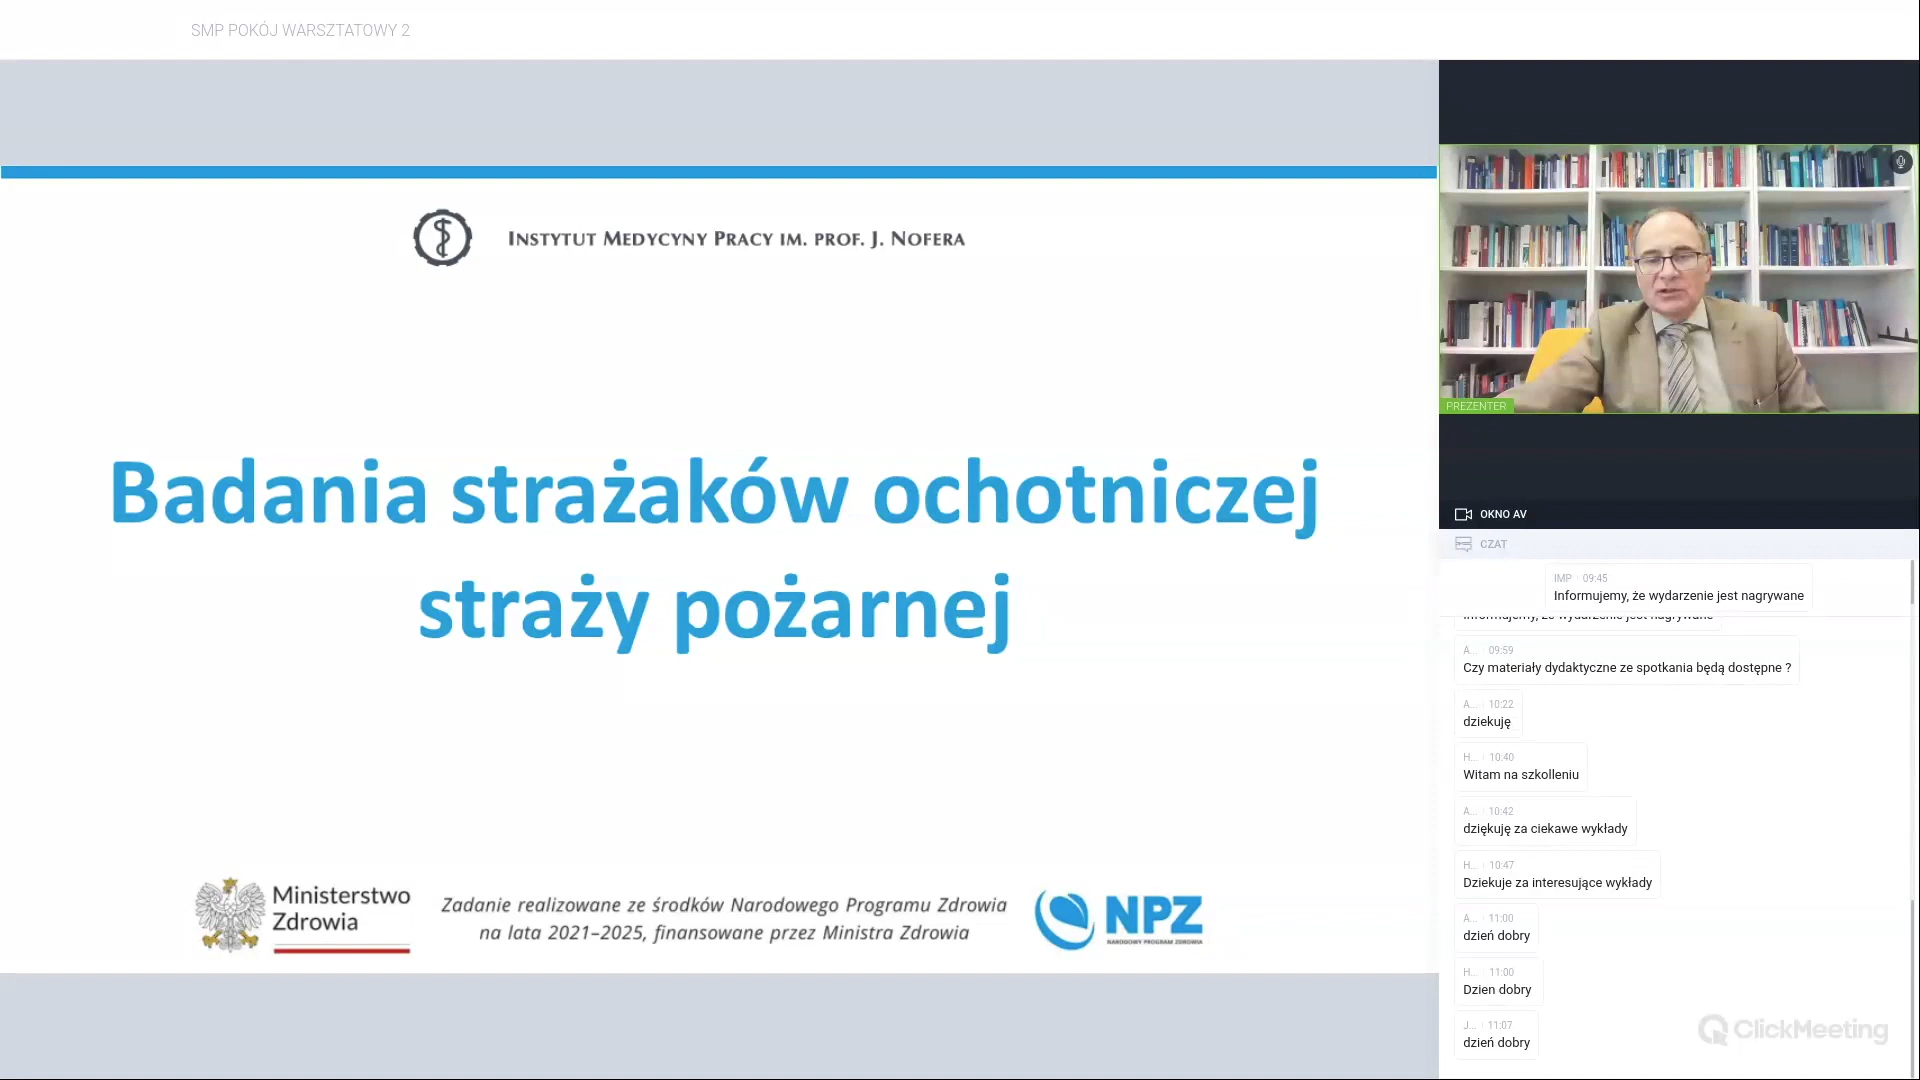 SMP POKÓJ WARSZTATOWY 2
INSTYTUT MEDYCYNY PRACY IM. PROF. J. NOFERA
Badania strażaków ochotniczej
straży pożarnej
Ministerstwo
Zdrowia
Zadanie realizowane ze środków Narodowego Programu Zdrowia
na lata 2021–2025, finansowane przez Ministra Zdrowia
NPZ
NARODOWY PROGRAM ZDROWIA
PREZENTER
OKNO AV
CZAT
IMP 09:45
Informujemy, że wydarzenie jest nagrywane
Informujemy, że wydarzenie jest nagrywane
A... 09:59
Czy materiały dydaktyczne ze spotkania będą dostępne ?
A... 10:22
dziekuję
H... 10:40
Witam na szkolleniu
A... 10:42
dziękuję za ciekawe wykłady
H... 10:47
Dziekuje za interesujące wykłady
A... 11:00
dzień dobry
H... 11:00
Dzien dobry
J... 11:07
dzień dobry
ClickMeeting